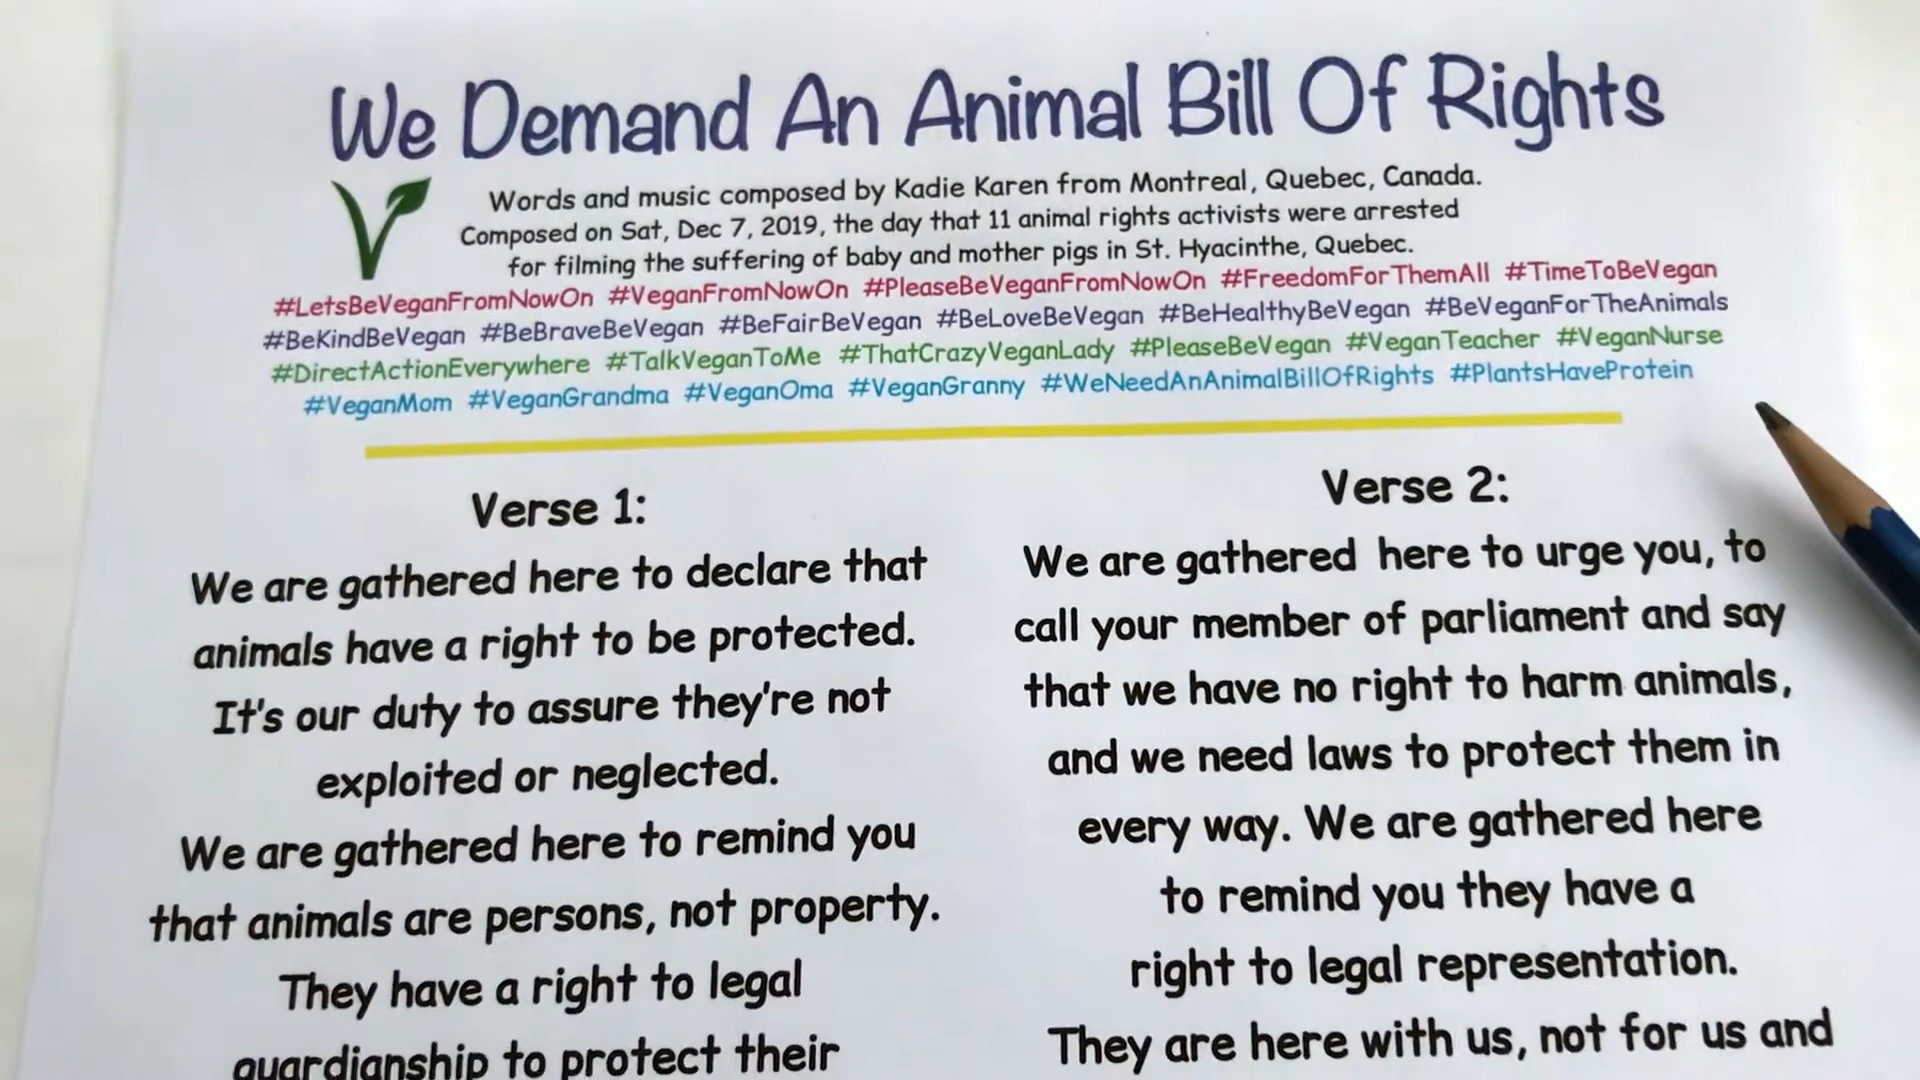 We Demand An Animal Bill Of Rights
Words and music composed by Kadie Karen from Montreal, Quebec, Canada.
Composed on Sat, Dec 7, 2019, the day that 11 animal rights activists were arrested
for filming the suffering of baby and mother pigs in St. Hyacinthe, Quebec.
#LetsBeVeganFromNowOn #VeganFromNowOn #PleaseBeVeganFromNowOn #FreedomForThemAll #TimeToBeVegan
#BeKindBeVegan #BeBraveBeVegan #BeFairBeVegan #BeLoveBeVegan #BeHealthyBeVegan #BeVeganForTheAnimals
#DirectActionEverywhere #TalkVeganToMe #ThatCrazyVeganLady #PleaseBeVegan #VeganTeacher #VeganNurse
#VeganMom #VeganGrandma #VeganOma #VeganGranny #WeNeedAnAnimalBillOfRights #PlantsHaveProtein
Verse 1:
We are gathered here to declare that
animals have a right to be protected.
It's our duty to assure they're not
exploited or neglected.
We are gathered here to remind you
that animals are persons, not property.
They have a right to legal
guardianship to protect their
Verse 2:
We are gathered here to urge you, to
call your member of parliament and say
that we have no right to harm animals,
and we need laws to protect them in
every way. We are gathered here
to remind you they have a
right to legal representation.
They are here with us, not for us and